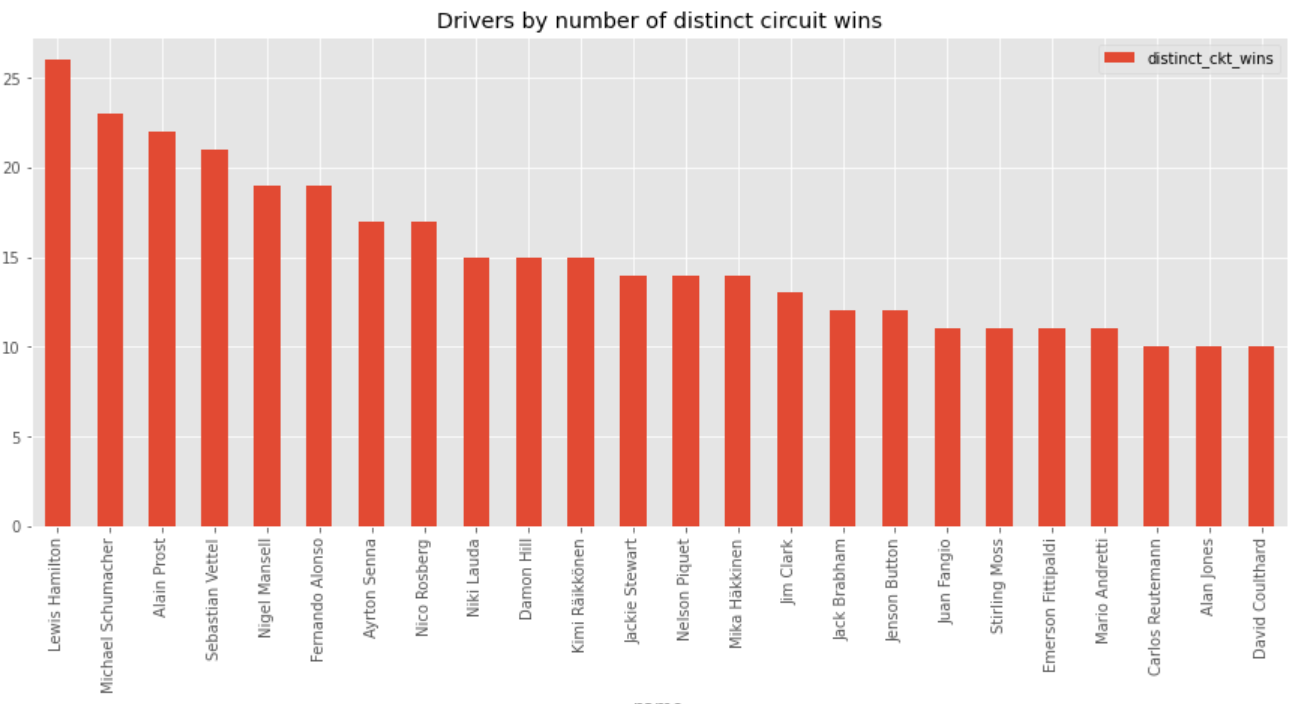 Drivers by number of distinct circuit wins
distinct_ckt_wins
25
20
15
10
5
0
Lewis Hamilton
Michael Schumacher
Alain Prost
Sebastian Vettel
Nigel Mansell
Fernando Alonso
Ayrton Senna
Nico Rosberg
Niki Lauda
Damon Hill
Kimi Räikkönen
Jackie Stewart
Nelson Piquet
Mika Häkkinen
Jim Clark
Jack Brabham
Jenson Button
Juan Fangio
Stirling Moss
Emerson Fittipaldi
Mario Andretti
Carlos Reutemann
Alan Jones
David Coulthard